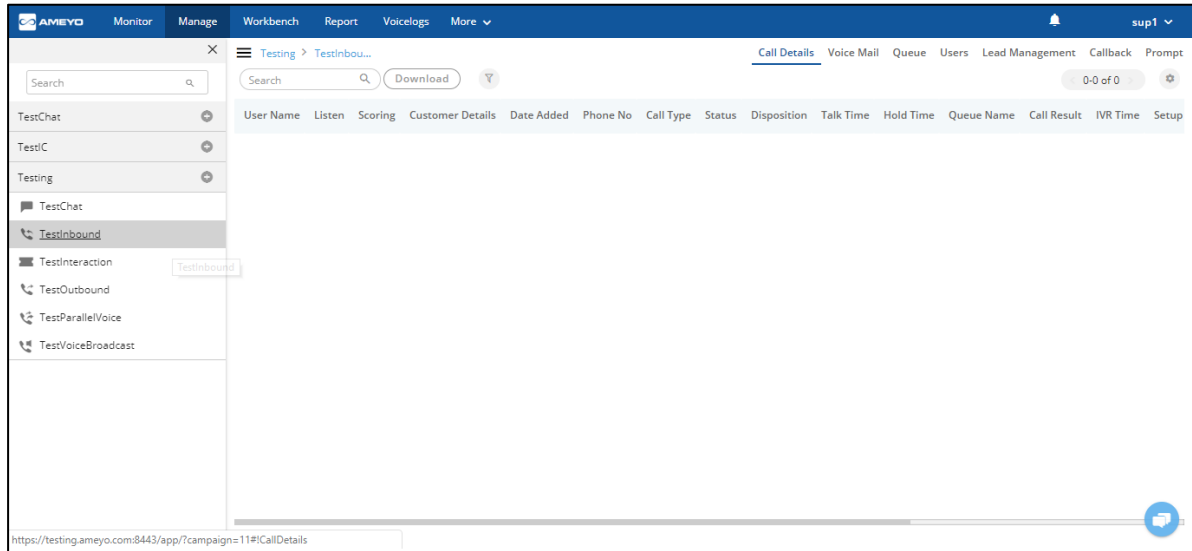 AMEYO Monitor Manage Workbench Report Voicelogs More sup1
Testing > TestInbou... Call Details Voice Mail Queue Users Lead Management Callback Prompt
Search Search Download 0-0 of 0
User Name Listen Scoring Customer Details Date Added Phone No Call Type Status Disposition Talk Time Hold Time Queue Name Call Result IVR Time Setup
TestChat
TestIC
Testing
TestChat
TestInbound
TestInteraction TestInbound
TestOutbound
TestParallelVoice
TestVoiceBroadcast
https://testing.ameyo.com:8443/app/?campaign=11#!CallDetails